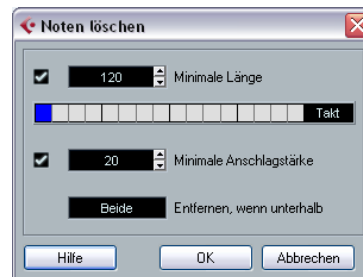 Noten löschen
120 Minimale Länge
Takt
20 Minimale Anschlagstärke
Beide Entfernen, wenn unterhalb
Hilfe OK Abbrechen